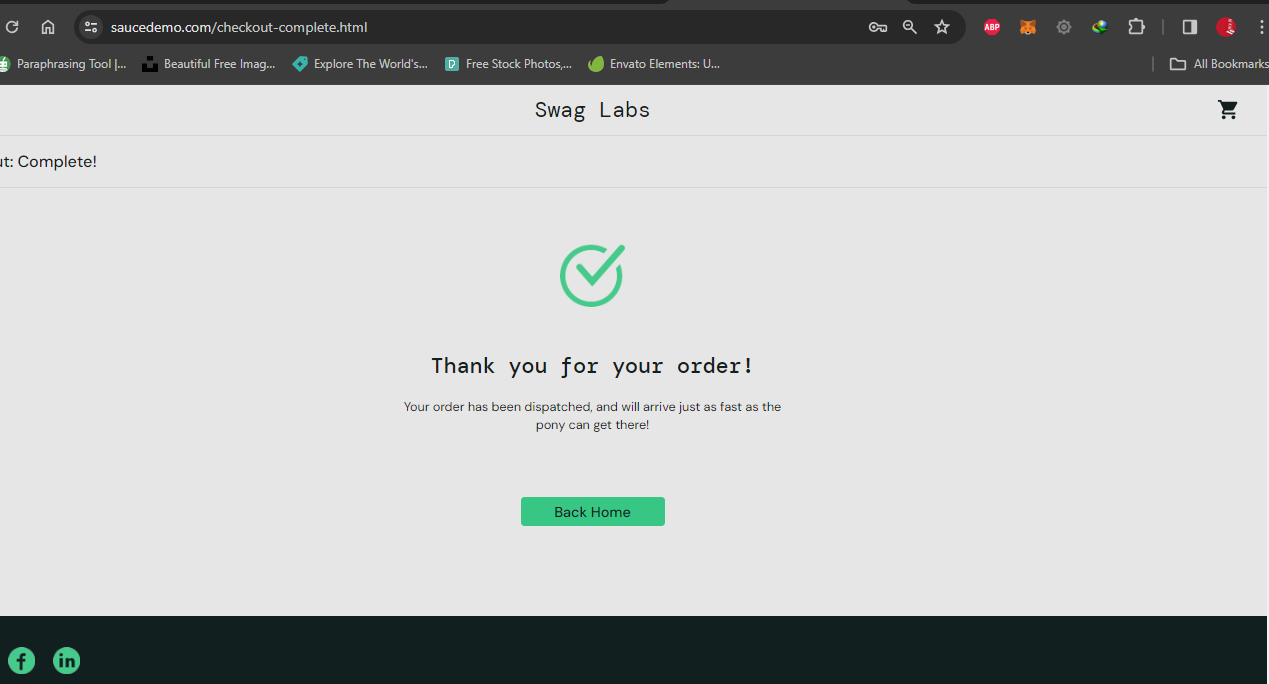 saucedemo.com/checkout-complete.html
ABP
Paraphrasing Tool |... Beautiful Free Imag... Explore The World's... Free Stock Photos,... Envato Elements: U... All Bookmarks
Swag Labs
ut: Complete!
Thank you for your order!
Your order has been dispatched, and will arrive just as fast as the
pony can get there!
Back Home
f in